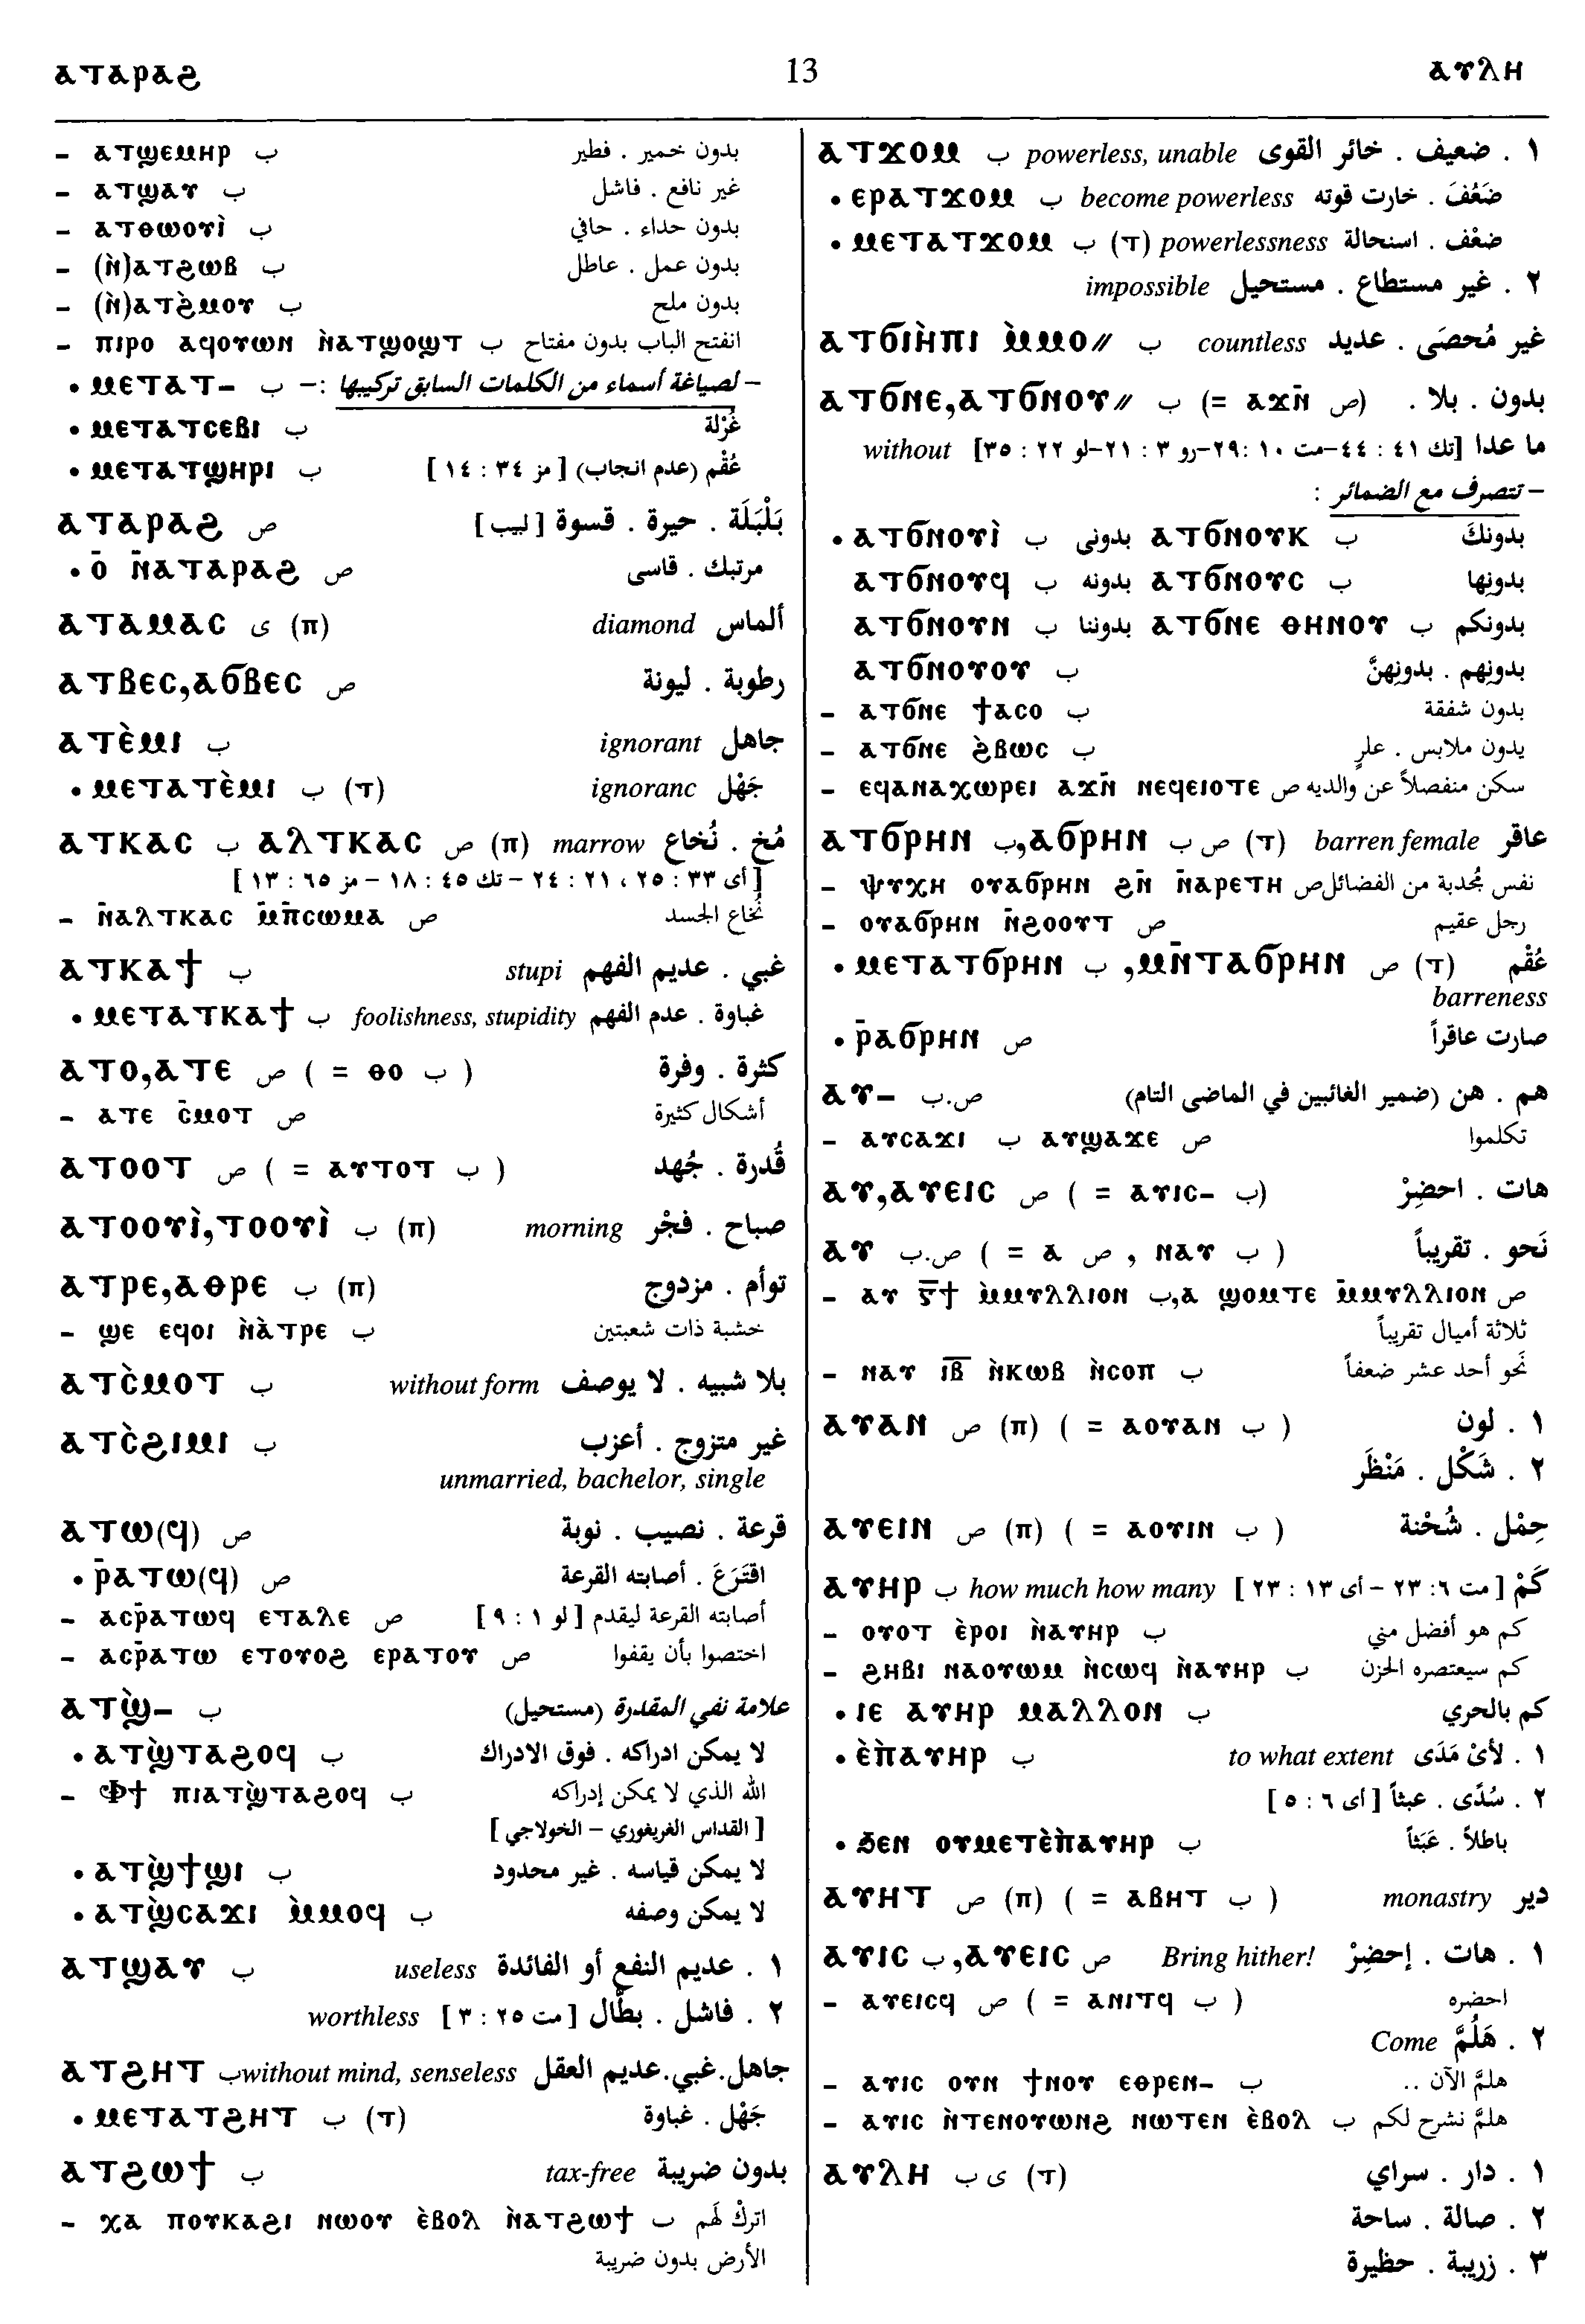 ⲁⲧⲁⲣⲁϩ 13 ⲁⲩⲗⲏ
– ⲁⲧϣⲉⲙⲏⲣ ب بدون خمير . فطير
– ⲁⲧϣⲁⲩ ب غير نافع . فاشل
– ⲁⲧⲑⲱⲟⲩⲓ̀ ب بدون حذاء . حافي
– (ⲛ̀)ⲁⲧϩⲱⲃ ب بدون عمل . عاطل
– (ⲛ̀)ⲁⲧϩ̀ⲙⲟⲩ ب بدون ملح
– ⲡⲓⲣⲟ ⲁϥⲟⲩⲱⲛ ⲛ̀ⲁⲧϣⲟϣⲧ ب انفتح الباب بدون مفتاح
• ⲙⲉⲧⲁⲧ– ب – لصياغة أسماء من الكلمات السابق تركيبها :–
• ⲙⲉⲧⲁⲧⲥⲉⲃⲓ ب غُرْلة
• ⲙⲉⲧⲁⲧϣⲏⲣⲓ ب عُقْم (عدم انجاب) [ مز ٣٤ : ١٤ ]
ⲁⲧⲁⲣⲁϩ ص بَلْبَلَة . حيرة . قسوة [ لبيب ]
• ⲟ̄ ⲛ̄ⲁⲧⲁⲣⲁϩ ص مرتبك . قاسى
ⲁⲧⲁⲙⲁⲥ ى (ⲡ) diamond ألماس
ⲁⲧⲃⲉⲥ,ⲁϭⲃⲉⲥ ص رطوبة . ليونة
ⲁⲧⲉ̀ⲙⲓ ب ignorant جاهل
• ⲙⲉⲧⲁⲧⲉ̀ⲙⲓ ب (ⲧ) ignoranc جَهْل
ⲁⲧⲕⲁⲥ ب ⲁⲗⲧⲕⲁⲥ ص (ⲡ) marrow مُخ . نُخاع
[ أى ٣٣ : ٢٥ ، ٢١ : ٢٤ – تك ٤٥ : ١٨ – مز ٦٥ : ١٣ ]
– ⲛ̄ⲁⲗⲧⲕⲁⲥ ⲙ̄ⲡ̄ⲥⲱⲙⲁ ص نُخاع الجسد
ⲁⲧⲕⲁϯ ب stupi غبي . عديم الفهم
• ⲙⲉⲧⲁⲧⲕⲁϯ ب foolishness, stupidity غباوة . عدم الفهم
ⲁⲧⲟ,ⲁⲧⲉ ص ( = ⲑⲟ ب ) كثرة . وفرة
– ⲁⲧⲉ ⲥ̄ⲙⲟⲧ ص أشكال كثيرة
ⲁⲧⲟⲟⲧ ص ( = ⲁⲩⲧⲟⲧ ب ) قُدرة . جُهد
ⲁⲧⲟⲟⲩⲓ̀,ⲧⲟⲟⲩⲓ̀ ب (ⲡ) morning صباح . فجْر
ⲁⲧⲣⲉ,ⲁⲑⲣⲉ ب (ⲡ) توأم . مزدوج
– ϣⲉ ⲉϥⲟⲓ ⲛ̀ⲁ̀ⲧⲣⲉ ب خشبة ذات شعبتين
ⲁⲧⲥ̀ⲙⲟⲧ ب without form بلا شبيه . لا يوصف
ⲁⲧⲥ̀ϩⲓⲙⲓ ب غير متزوج . أعزب
unmarried, bachelor, single
ⲁⲧⲱ(ϥ) ص قرعة . نصيب . نوبة
• ⲣ̄ⲁⲧⲱ(ϥ) ص اقتَرَعَ . أصابته القرعة
– ⲁⲥⲣ̄ⲁⲧⲱϥ ⲉⲧⲁⲗⲉ ص أصابته القرعة ليقدم [ لو ١ : ٩ ]
– ⲁⲥⲣ̄ⲁⲧⲱ ⲉⲧⲟⲩⲟϩ ⲉⲣⲁⲧⲟⲩ ص اختصوا بأن يقفوا
ⲁⲧϣ̀– ب علامة نفي المقدرة (مستحيل)
• ⲁⲧϣ̀ⲧⲁϩⲟϥ ب لا يمكن ادراكه . فوق الادراك
– Ⲫϯ ⲡⲓⲁⲧϣ̀ⲧⲁϩⲟϥ ب الله الذي لا يمكن إدراكه
[ القداس الغريغوري – الخولاجي ]
• ⲁⲧϣ̀ϯϣⲓ ب لا يمكن قياسه . غير محدود
• ⲁⲧϣ̀ⲥⲁϫⲓ ⲙ̀ⲙⲟϥ ب لا يمكن وصفه
ⲁⲧϣⲁⲩ ب useless ١ . عديم النفع أو الفائدة
٢ . فاشل . بطَّال [ مت ٢٥ : ٣ ] worthless
ⲁⲧϩⲏⲧ ب without mind, senseless جاهل.غبي.عديم العقل
• ⲙⲉⲧⲁⲧϩⲏⲧ ب (ⲧ) جَهْل . غباوة
ⲁⲧϩⲱϯ ب tax-free بدون ضريبة
– ⲭⲁ ⲡⲟⲩⲕⲁϩⲓ ⲛⲱⲟⲩ ⲉ̀ⲃⲟⲗ ⲛ̀ⲁⲧϩⲱϯ ب اتركْ لَهم
الأرض بدون ضريبة
ⲁⲧϫⲟⲙ ب powerless, unable ١ . ضعيف . خائر القوى
• ⲉⲣⲁⲧϫⲟⲙ ب become powerless ضَعُفَ . خارت قوته
• ⲙⲉⲧⲁⲧϫⲟⲙ ب (ⲧ) powerlessness ضعْف . استحالة
٢ . غير مستطاع . مستحيل impossible
ⲁⲧϭⲓⲏ̀ⲡⲓ ⲙ̀ⲙⲟ// ب countless غير مُحصَى . عديد
ⲁⲧϭⲛⲉ,ⲁⲧϭⲛⲟⲩ// ب (= ⲁϫⲛ̄ ص) بدون . بلا .
ما عدا [تك ٤١ : ٤٤–مت ١٠ :٢٩–رو ٣ : ٢١–لو ٢٢ : ٣٥] without
– تتصرف مع الضمائر :
• ⲁⲧϭⲛⲟⲩⲓ̀ ب بدونى ⲁⲧϭⲛⲟⲩⲕ ب بدونكَ
ⲁⲧϭⲛⲟⲩϥ ب بدونه ⲁⲧϭⲛⲟⲩⲥ ب بدونِها
ⲁⲧϭⲛⲟⲩⲛ ب بدوننا ⲁⲧϭⲛⲉ ⲑⲏⲛⲟⲩ ب بدونكم
ⲁⲧϭⲛⲟⲩⲟⲩ ب بدونِهم . بدونِهنَّ
– ⲁⲧϭⲛⲉ ϯⲁⲥⲟ ب بدون شفقة
– ⲁⲧϭⲛⲉ ϩ̀ⲃⲱⲥ ب يدون ملابس . عارٍ
– ⲉϥⲁⲛⲁⲭⲱⲣⲉⲓ ⲁϫⲛ̄ ⲛⲉϥⲉⲓⲟⲧⲉ ص سكن منفصلاً عن والديه
ⲁⲧϭⲣⲏⲛ ب,ⲁϭⲣⲏⲛ ص ب (ⲧ) barren female عاقر
– ⲯⲩⲭⲏ ⲟⲩⲁϭⲣⲏⲛ ϩⲛ̄ ⲛ̄ⲁⲣⲉⲧⲏ ص نفس مُجدبة من الفضائل
– ⲟⲩⲁϭⲣⲏⲛ ⲛ̄ϩⲟⲟⲩⲧ ص رجل عقيم
• ⲙⲉⲧⲁⲧϭⲣⲏⲛ ب ,ⲙⲛ̄ⲧⲁϭⲣⲏⲛ ص (ⲧ) عُقْم
barreness
• ⲣ̄ⲁϭⲣⲏⲛ ص صارت عاقراً
ⲁⲩ– ص.ب هم . هن (ضمير الغائبين في الماضى التام)
– ⲁⲩⲥⲁϫⲓ ب ⲁⲩϣⲁϫⲉ ص تكلموا
ⲁⲩ,ⲁⲩⲉⲓⲥ ص ( = ⲁⲩⲓⲥ– ب) هات . احضِرْ
ⲁⲩ ص.ب ( = ⲁ ص , ⲛⲁⲩ ب ) نَحو . تقريباً
– ⲁⲩ ⲋ̄ϯ ⲙ̀ⲙⲩⲗⲗⲓⲟⲛ ب,ⲁ ϣⲟⲙⲧⲉ ⲙ̄ⲙⲩⲗⲗⲓⲟⲛ ص
ثلاثة أميال تقريباً
– ⲛⲁⲩ ⲓ̄ⲃ̄ ⲛ̀ⲕⲱⲃ ⲛ̀ⲥⲟⲡ ب نَحو أحد عشر ضعفاً
ⲁⲩⲁⲛ ص (ⲡ) ( = ⲁⲟⲩⲁⲛ ب ) ١ . لون
٢ . شَكْل . مَنْظَر
ⲁⲩⲉⲓⲛ ص (ⲡ) ( = ⲁⲟⲩⲓⲛ ب ) حِمْل . شُحْنة
ⲁⲩⲏⲣ ب how much how many كَمْ [ مت ٦: ٢٣ – أى ١٣ : ٢٣ ]
– ⲟⲩⲟⲧ ⲉ̀ⲣⲟⲓ ⲛ̀ⲁⲩⲏⲣ ب كم هو أفضل مني
– ϩⲏⲃⲓ ⲛⲁⲟⲩⲱⲙ ⲛ̀ⲥⲱϥ ⲛ̀ⲁⲩⲏⲣ ب كم سيعتصره الحزن
• ⲓⲉ ⲁⲩⲏⲣ ⲙⲁⲗⲗⲟⲛ ب كم بالحري
• ⲉ̀ⲡ̀ⲁⲩⲏⲣ ب to what extent ١ . لأىْ مَدَى
٢ . سُدًى . عبثاً [ أى ٦ : ٥ ]
• ϧⲉⲛ ⲟⲩⲙⲉⲧⲉ̀ⲡ̀ⲁⲩⲏⲣ ب باطلاً . عَبَثاً
ⲁⲩⲏⲧ ص (ⲡ) ( = ⲁⲃⲏⲧ ب ) monastry دير
ⲁⲩⲓⲥ ب,ⲁⲩⲉⲓⲥ ص Bring hither! ١ . هات . إحضِرْ
– ⲁⲩⲉⲓⲥϥ ص ( = ⲁⲛⲓⲧϥ ب ) احضره
٢ . هَلُمَّ Come
– ⲁⲩⲓⲥ ⲟⲩⲛ ϯⲛⲟⲩ ⲉⲑⲣⲉⲛ– ب هلمَّ الآن ..
– ⲁⲩⲓⲥ ⲛ̀ⲧⲉⲛⲟⲩⲱⲛϩ ⲛⲱⲧⲉⲛ ⲉ̀ⲃⲟⲗ ب هلمَّ نشرح لكم
ⲁⲩⲗⲏ ى ب (ⲧ) ١ . دار . سراي
٢ . صالة . ساحة
٣ . زريبة . حظيرة